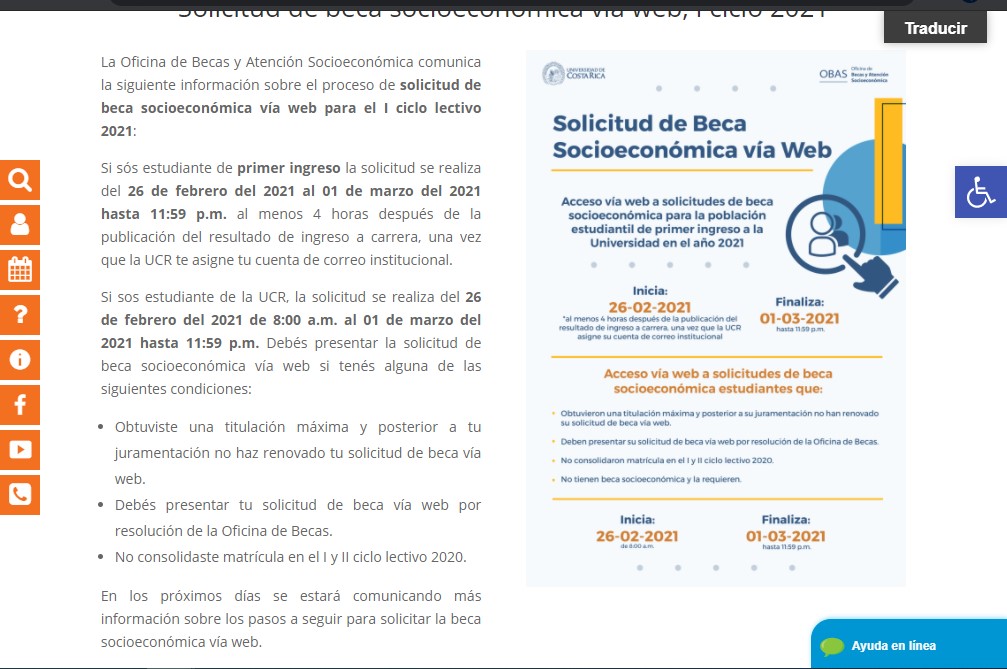 Solicitud de beca socioeconómica vía web, I ciclo 2021
Traducir
La Oficina de Becas y Atención Socioeconómica comunica
la siguiente información sobre el proceso de solicitud de
beca socioeconómica vía web para el I ciclo lectivo
2021:
Si sós estudiante de primer ingreso la solicitud se realiza
del 26 de febrero del 2021 al 01 de marzo del 2021
hasta 11:59 p.m. al menos 4 horas después de la
publicación del resultado de ingreso a carrera, una vez
que la UCR te asigne tu cuenta de correo institucional.
Si sos estudiante de la UCR, la solicitud se realiza del 26
de febrero del 2021 de 8:00 a.m. al 01 de marzo del
2021 hasta 11:59 p.m. Debés presentar la solicitud de
beca socioeconómica vía web si tenés alguna de las
siguientes condiciones:
Obtuviste una titulación máxima y posterior a tu
juramentación no haz renovado tu solicitud de beca vía
web.
Debés presentar tu solicitud de beca vía web por
resolución de la Oficina de Becas.
No consolidaste matrícula en el I y II ciclo lectivo 2020.
En los próximos días se estará comunicando más
información sobre los pasos a seguir para solicitar la beca
socioeconómica vía web.
UNIVERSIDAD DE
COSTA RICA
OBAS
Oficina de
Becas y Atención
Socioeconómica
Solicitud de Beca
Socioeconómica vía Web
Acceso vía web a solicitudes de beca
socioeconómica para la población
estudiantil de primer ingreso a la
Universidad en el año 2021
Inicia:
26-02-2021
*al menos 4 horas después de la publicación del
resultado de ingreso a carrera, una vez que la UCR
asigne su cuenta de correo institucional
Finaliza:
01-03-2021
hasta 11:59 p.m.
Acceso vía web a solicitudes de beca
socioeconómica estudiantes que:
Obtuvieron una titulación máxima y posterior a su juramentación no han renovado
su solicitud de beca vía web.
Deben presentar su solicitud de beca vía web por resolución de la Oficina de Becas.
No consolidaron matrícula en el I y II ciclo lectivo 2020.
No tienen beca socioeconómica y la requieren.
Inicia:
26-02-2021
de 8:00 a.m.
Finaliza:
01-03-2021
hasta 11:59 p.m.
Ayuda en línea